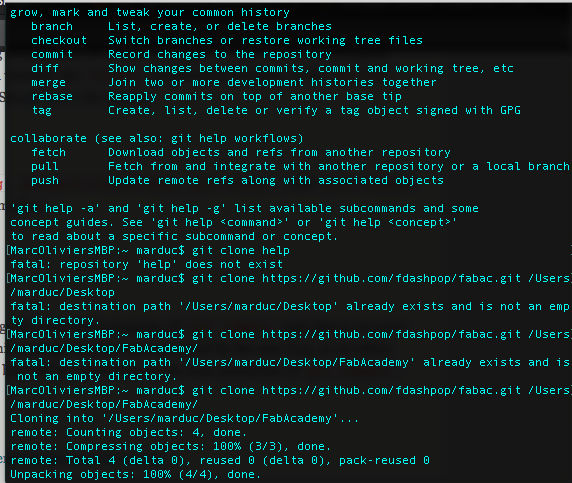 grow, mark and tweak your common history
branch     List, create, or delete branches
checkout   Switch branches or restore working tree files
commit     Record changes to the repository
diff       Show changes between commits, commit and working tree, etc
merge      Join two or more development histories together
rebase     Reapply commits on top of another base tip
tag        Create, list, delete or verify a tag object signed with GPG
collaborate (see also: git help workflows)
fetch      Download objects and refs from another repository
pull       Fetch from and integrate with another repository or a local branch
push       Update remote refs along with associated objects
'git help -a' and 'git help -g' list available subcommands and some
concept guides. See 'git help <command>' or 'git help <concept>'
to read about a specific subcommand or concept.
[MarcOliviersMBP:~ marduc$ git clone help
fatal: repository 'help' does not exist
[MarcOliviersMBP:~ marduc$ git clone https://github.com/fdashpop/fabac.git /Users
/marduc/Desktop
fatal: destination path '/Users/marduc/Desktop' already exists and is not an emp
ty directory.
[MarcOliviersMBP:~ marduc$ git clone https://github.com/fdashpop/fabac.git /Users
/marduc/Desktop/FabAcademy/
fatal: destination path '/Users/marduc/Desktop/FabAcademy' already exists and is
not an empty directory.
[MarcOliviersMBP:~ marduc$ git clone https://github.com/fdashpop/fabac.git /Users
/marduc/Desktop/FabAcademy/
Cloning into '/Users/marduc/Desktop/FabAcademy'...
remote: Counting objects: 4, done.
remote: Compressing objects: 100% (3/3), done.
remote: Total 4 (delta 0), reused 0 (delta 0), pack-reused 0
Unpacking objects: 100% (4/4), done.